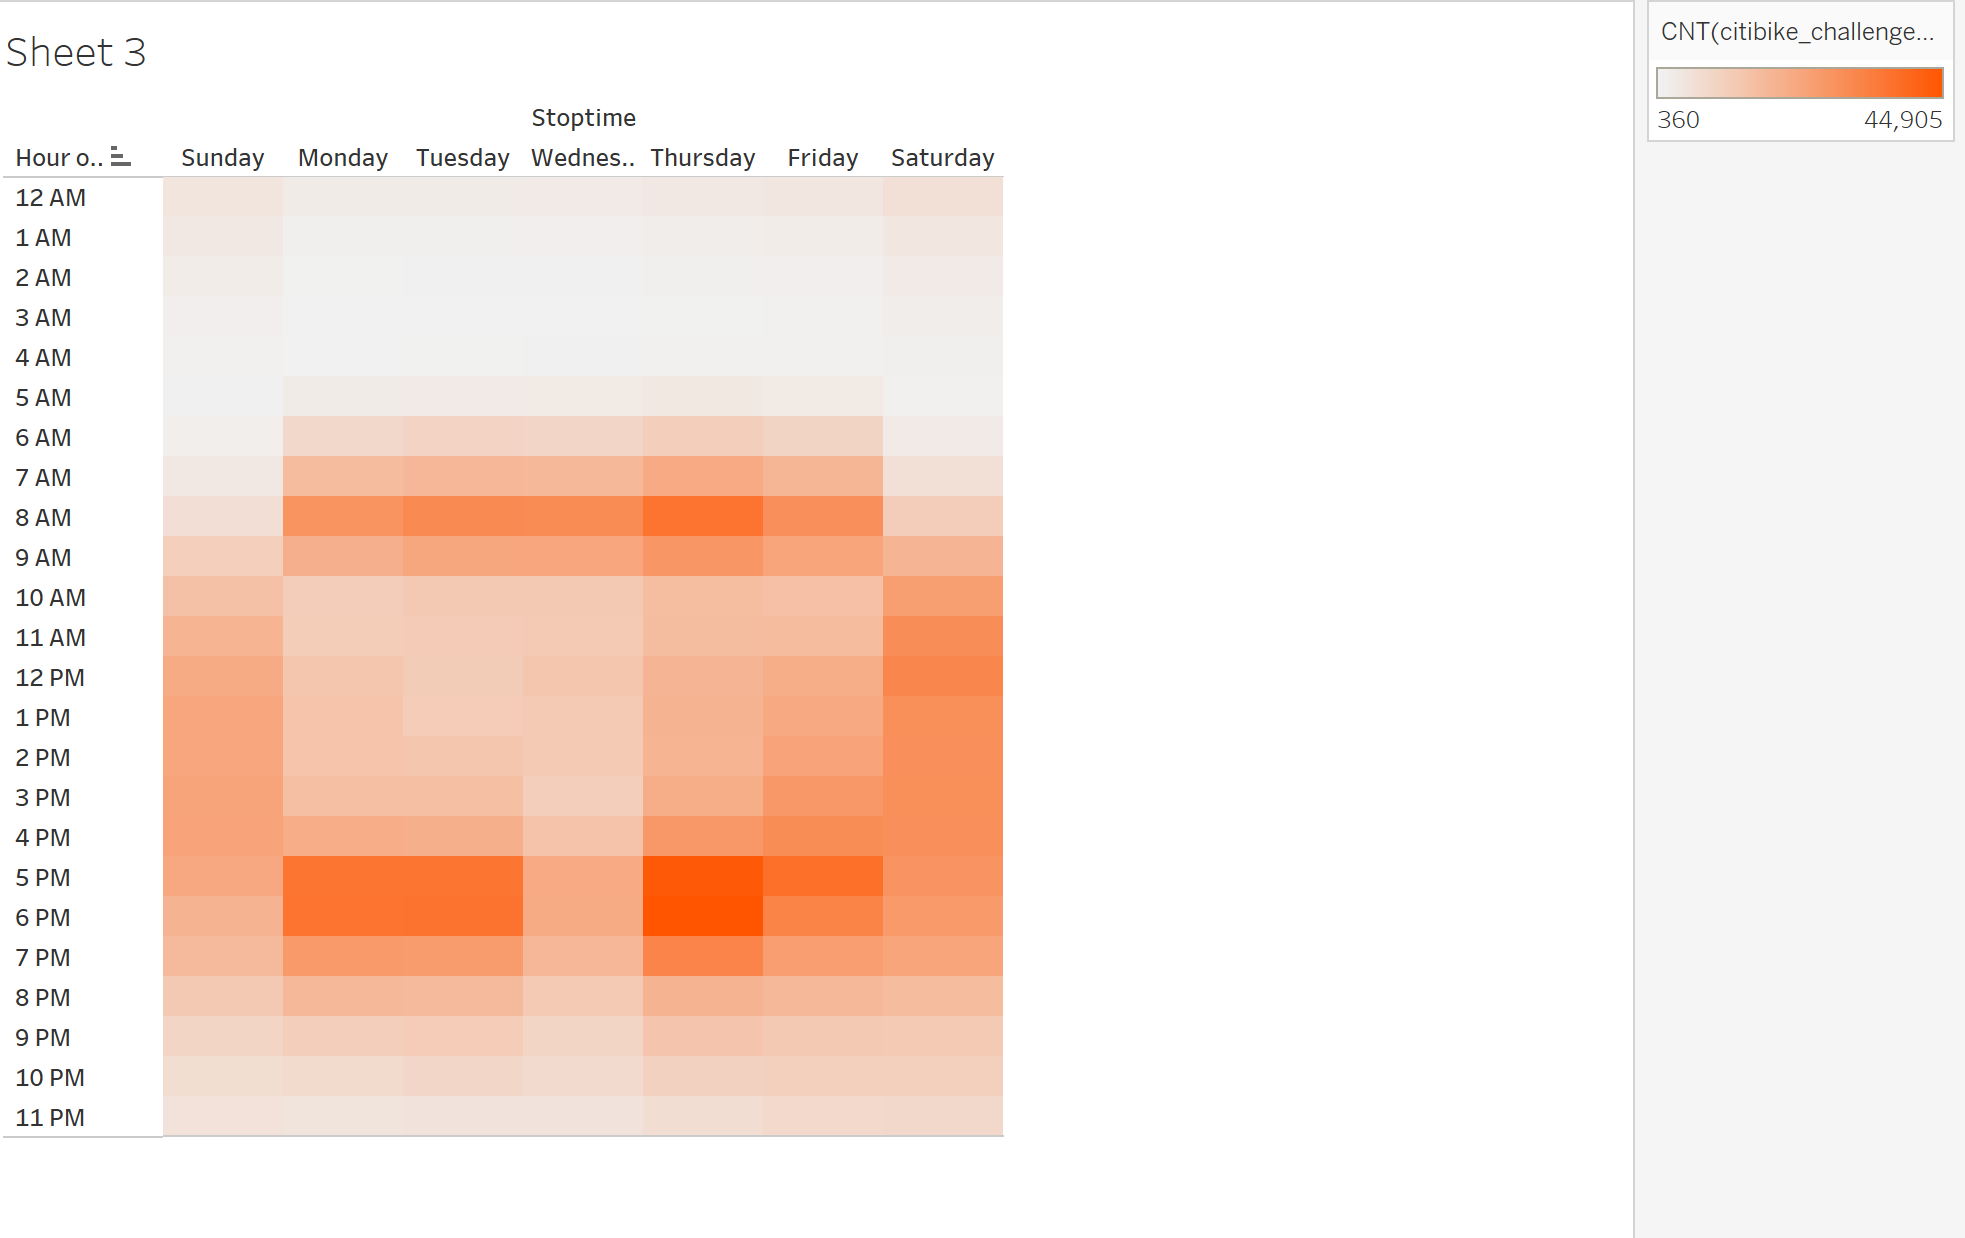 Sheet 3
Stoptime
Hour o.. Sunday Monday Tuesday Wednes.. Thursday Friday Saturday
12 AM
1 AM
2 AM
3 AM
4 AM
5 AM
6 AM
7 AM
8 AM
9 AM
10 AM
11 AM
12 PM
1 PM
2 PM
3 PM
4 PM
5 PM
6 PM
7 PM
8 PM
9 PM
10 PM
11 PM
CNT(citibike_challenge...
360 44,905